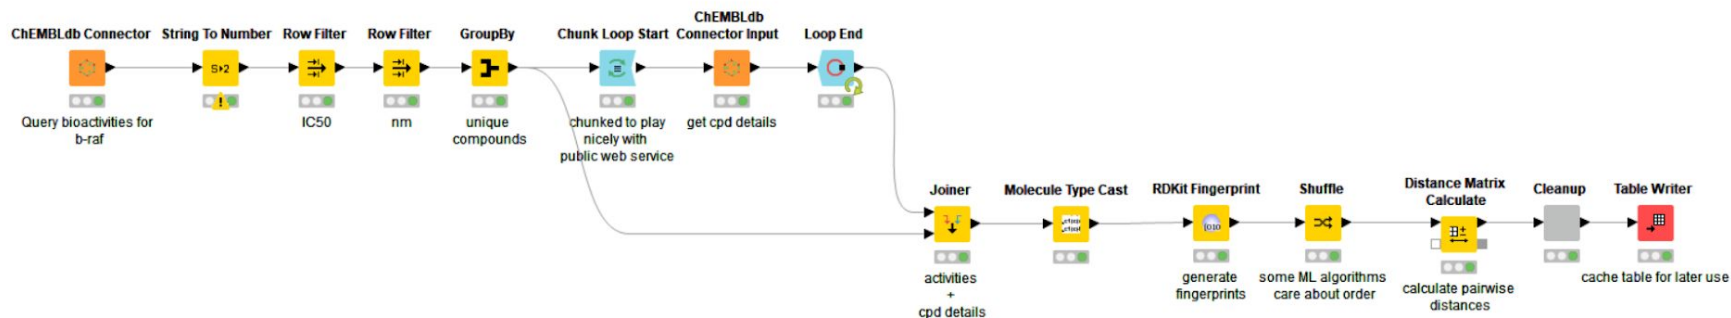 ChEMBLdb Connector
String To Number
Row Filter
Row Filter
GroupBy
Chunk Loop Start
ChEMBLdb
Connector Input
Loop End
S▸2
!
Query bioactivities for
b-raf
IC50
nm
unique
compounds
chunked to play
nicely with
public web service
get cpd details
Joiner
Molecule Type Cast
RDKit Fingerprint
Shuffle
Distance Matrix
Calculate
Cleanup
Table Writer
activities
+
cpd details
generate
fingerprints
some ML algorithms
care about order
calculate pairwise
distances
cache table for later use